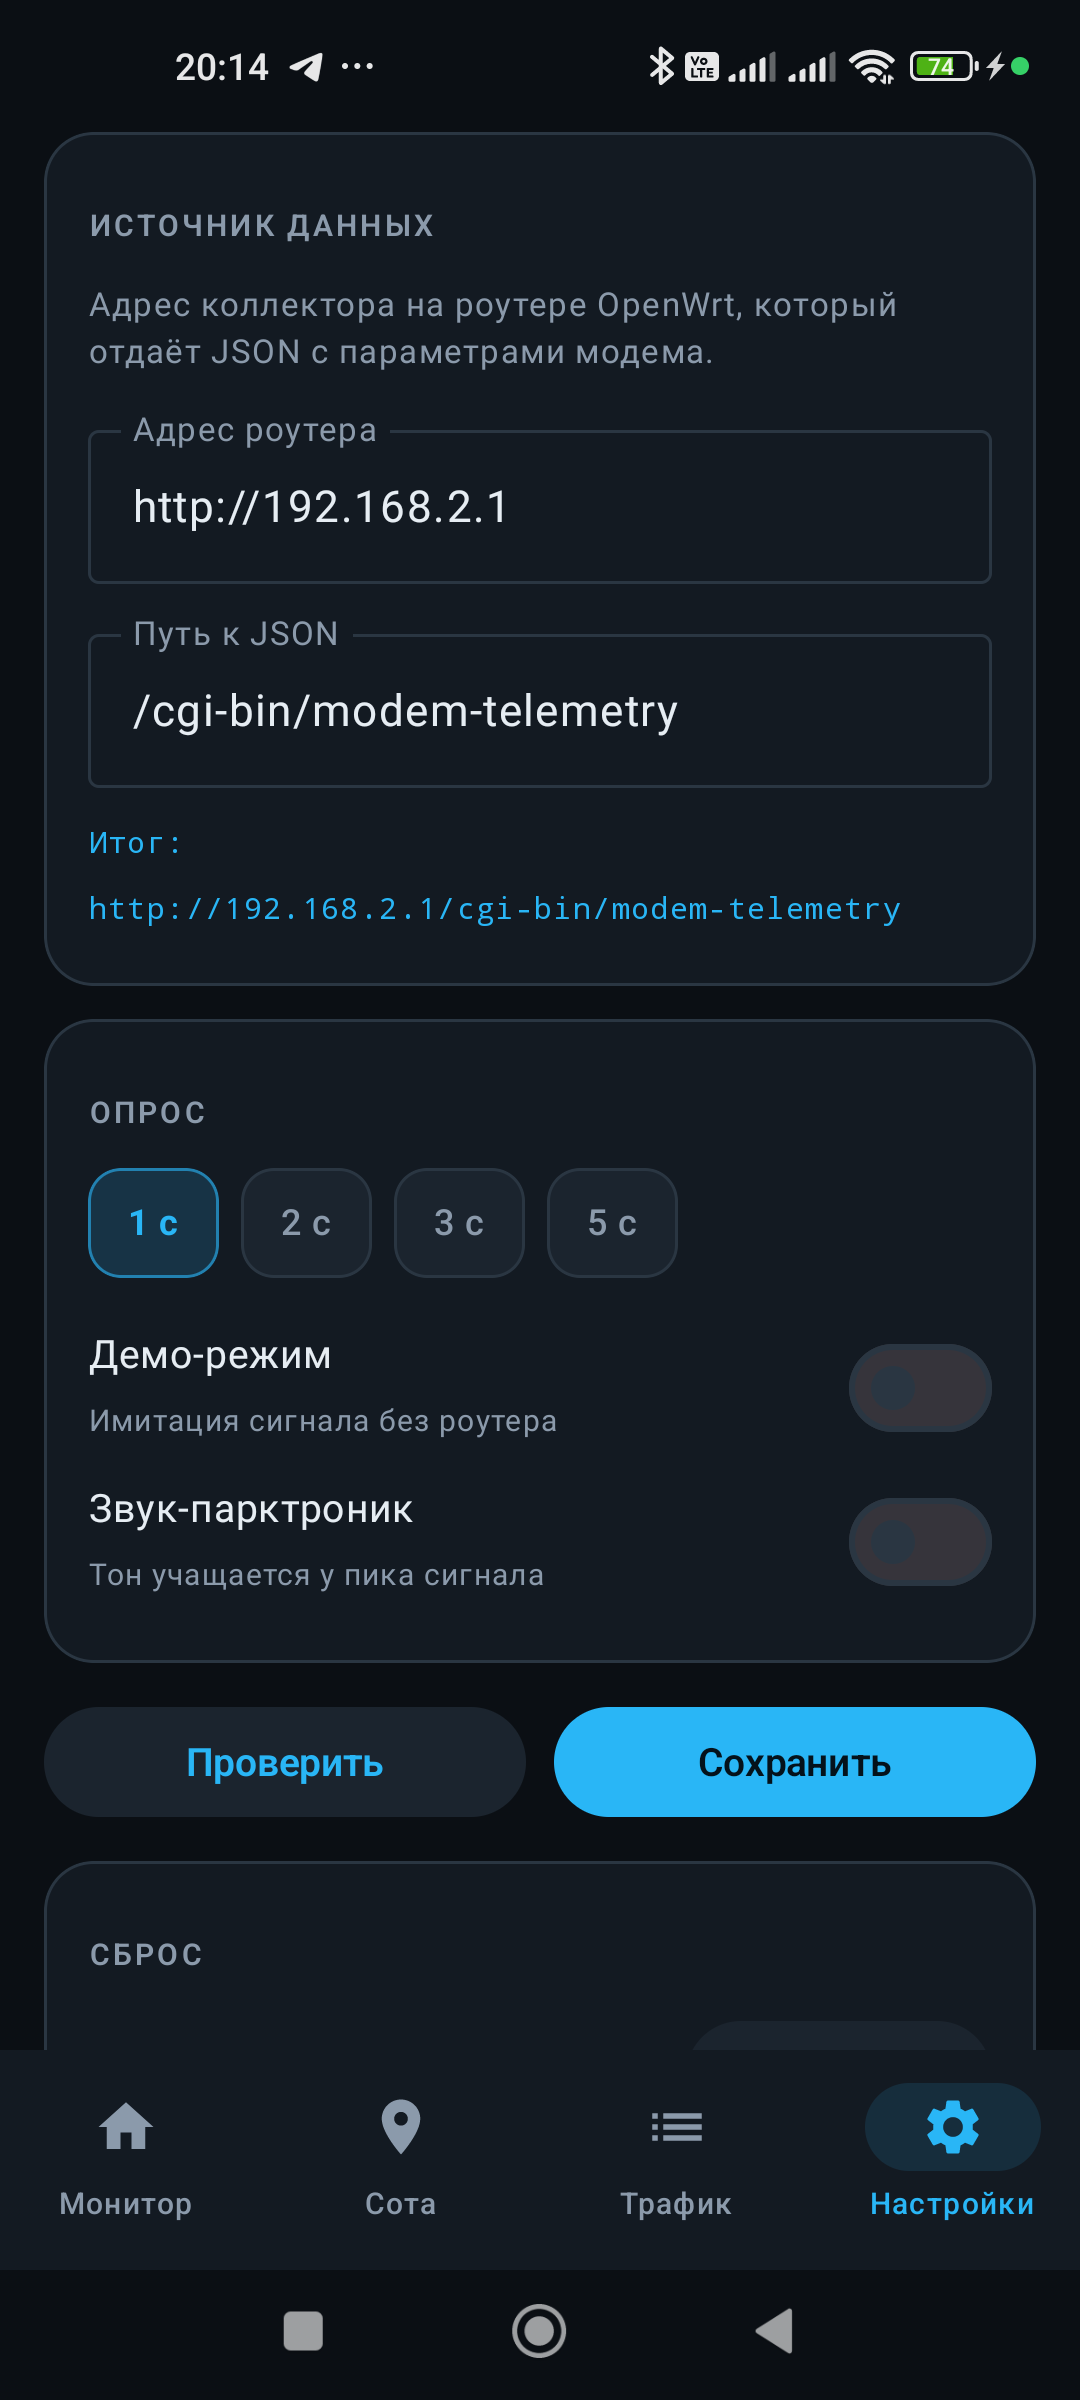 20:14
Vo LTE
74
ИСТОЧНИК ДАННЫХ
Адрес коллектора на роутере OpenWrt, который
отдаёт JSON с параметрами модема.
Адрес роутера
http://192.168.2.1
Путь к JSON
/cgi-bin/modem-telemetry
Итог:
http://192.168.2.1/cgi-bin/modem-telemetry
ОПРОС
1 с 2 с 3 с 5 с
Демо-режим
Имитация сигнала без роутера
Звук-парктроник
Тон учащается у пика сигнала
Проверить Сохранить
СБРОС
Монитор Сота Трафик Настройки